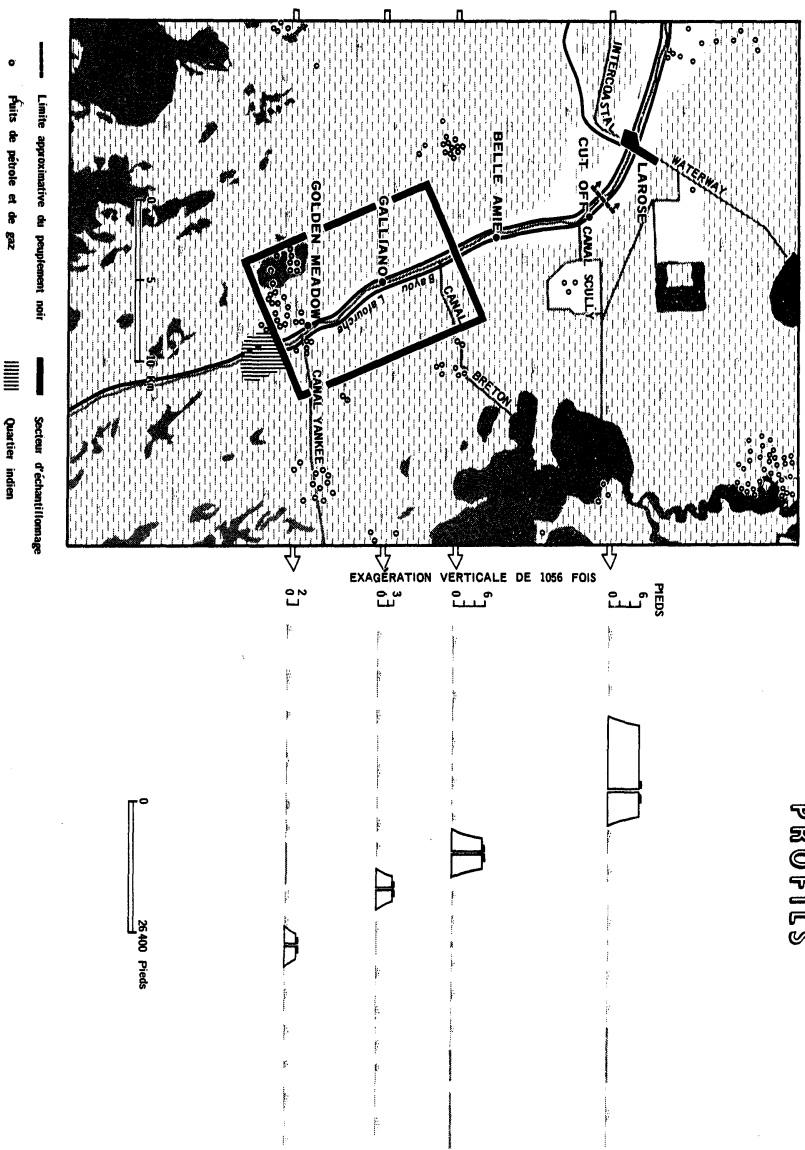 PROFILS
INTERCOASTAL
WATERWAY
LAROSE
CUT OFF
CANAL SCULLY
BELLE AMIE
GALLIANO
Bayou Lafourche
CANAL
BRETON
GOLDEN MEADOW
CANAL YANKEE
0 5 10 Km
Limite approximative du peuplement noir
Secteur d'échantillonnage
Puits de pétrole et de gaz
Quartier indien
EXAGÉRATION VERTICALE DE 1056 FOIS
PIEDS
6
0
6
0
3
0
2
0
0 26 400 Pieds